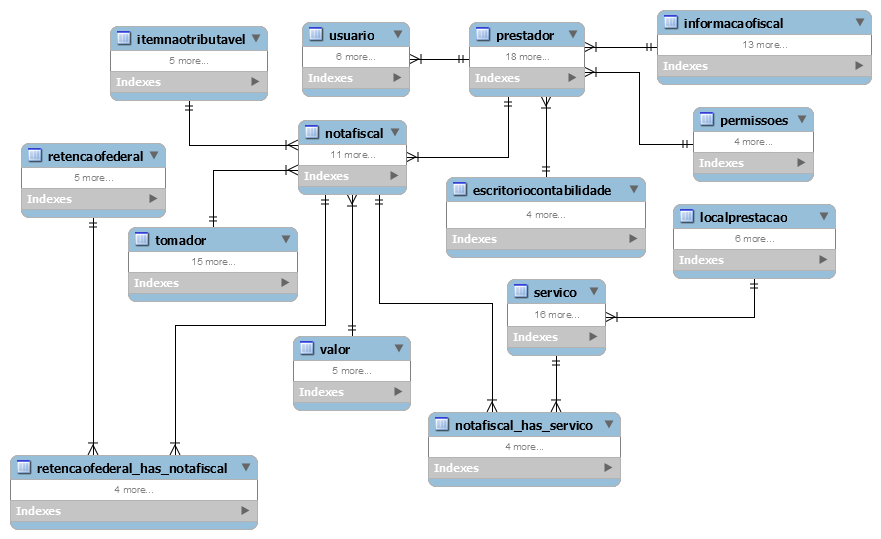 itemnaotributavel
5 more...
Indexes
usuario
6 more...
Indexes
prestador
18 more...
Indexes
informacaofiscal
13 more...
Indexes
permissoes
4 more...
Indexes
notafiscal
11 more...
Indexes
retencaofederal
5 more...
Indexes
escritoriocontabilidade
4 more...
Indexes
localprestacao
6 more...
Indexes
tomador
15 more...
Indexes
servico
16 more...
Indexes
valor
5 more...
Indexes
notafiscal_has_servico
4 more...
Indexes
retencaofederal_has_notafiscal
4 more...
Indexes